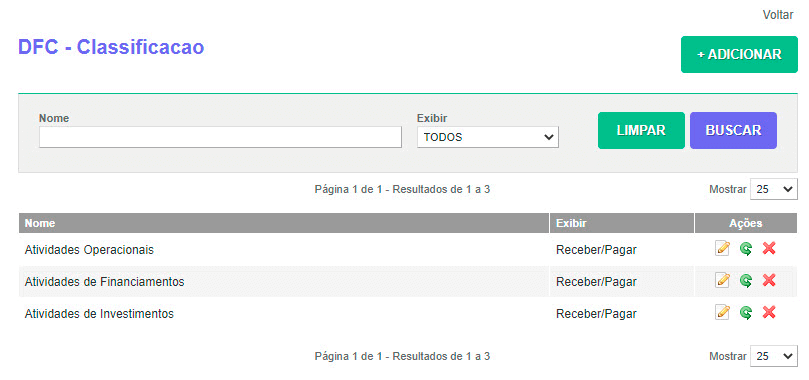 Voltar
DFC - Classificacao
+ ADICIONAR
Nome
Exibir
TODOS
LIMPAR
BUSCAR
Página 1 de 1 - Resultados de 1 a 3
Mostrar 25
Nome Exibir Ações
Atividades Operacionais Receber/Pagar
Atividades de Financiamentos Receber/Pagar
Atividades de Investimentos Receber/Pagar
Página 1 de 1 - Resultados de 1 a 3
Mostrar 25